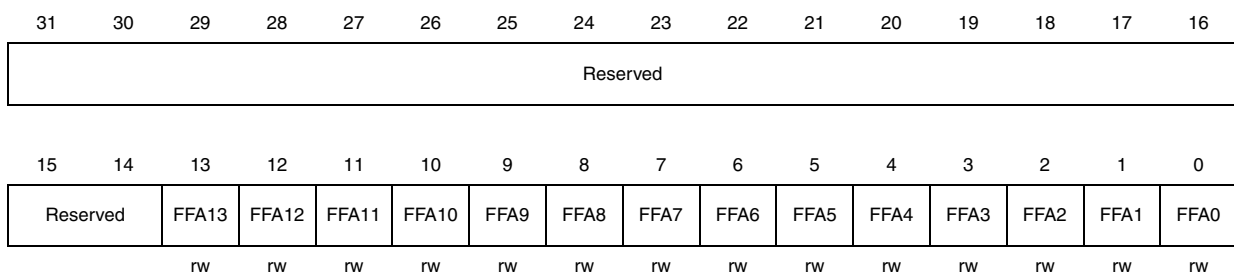 31 30 29 28 27 26 25 24 23 22 21 20 19 18 17 16
Reserved
15 14 13 12 11 10 9 8 7 6 5 4 3 2 1 0
Reserved FFA13 FFA12 FFA11 FFA10 FFA9 FFA8 FFA7 FFA6 FFA5 FFA4 FFA3 FFA2 FFA1 FFA0
rw rw rw rw rw rw rw rw rw rw rw rw rw rw